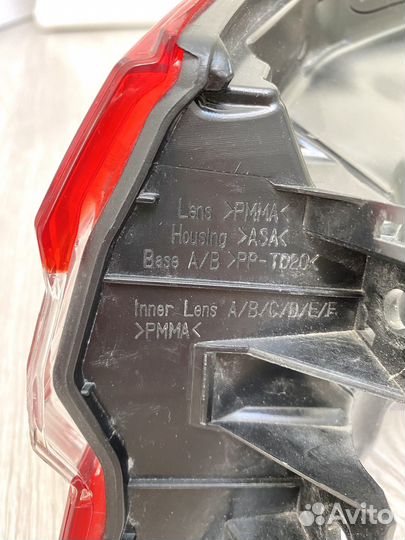 Lens >PMMA<
Housing >ASA<
Base A/B >PP-TD20<
Inner Lens A/B/C/D/E/F
>PMMA<
Avito